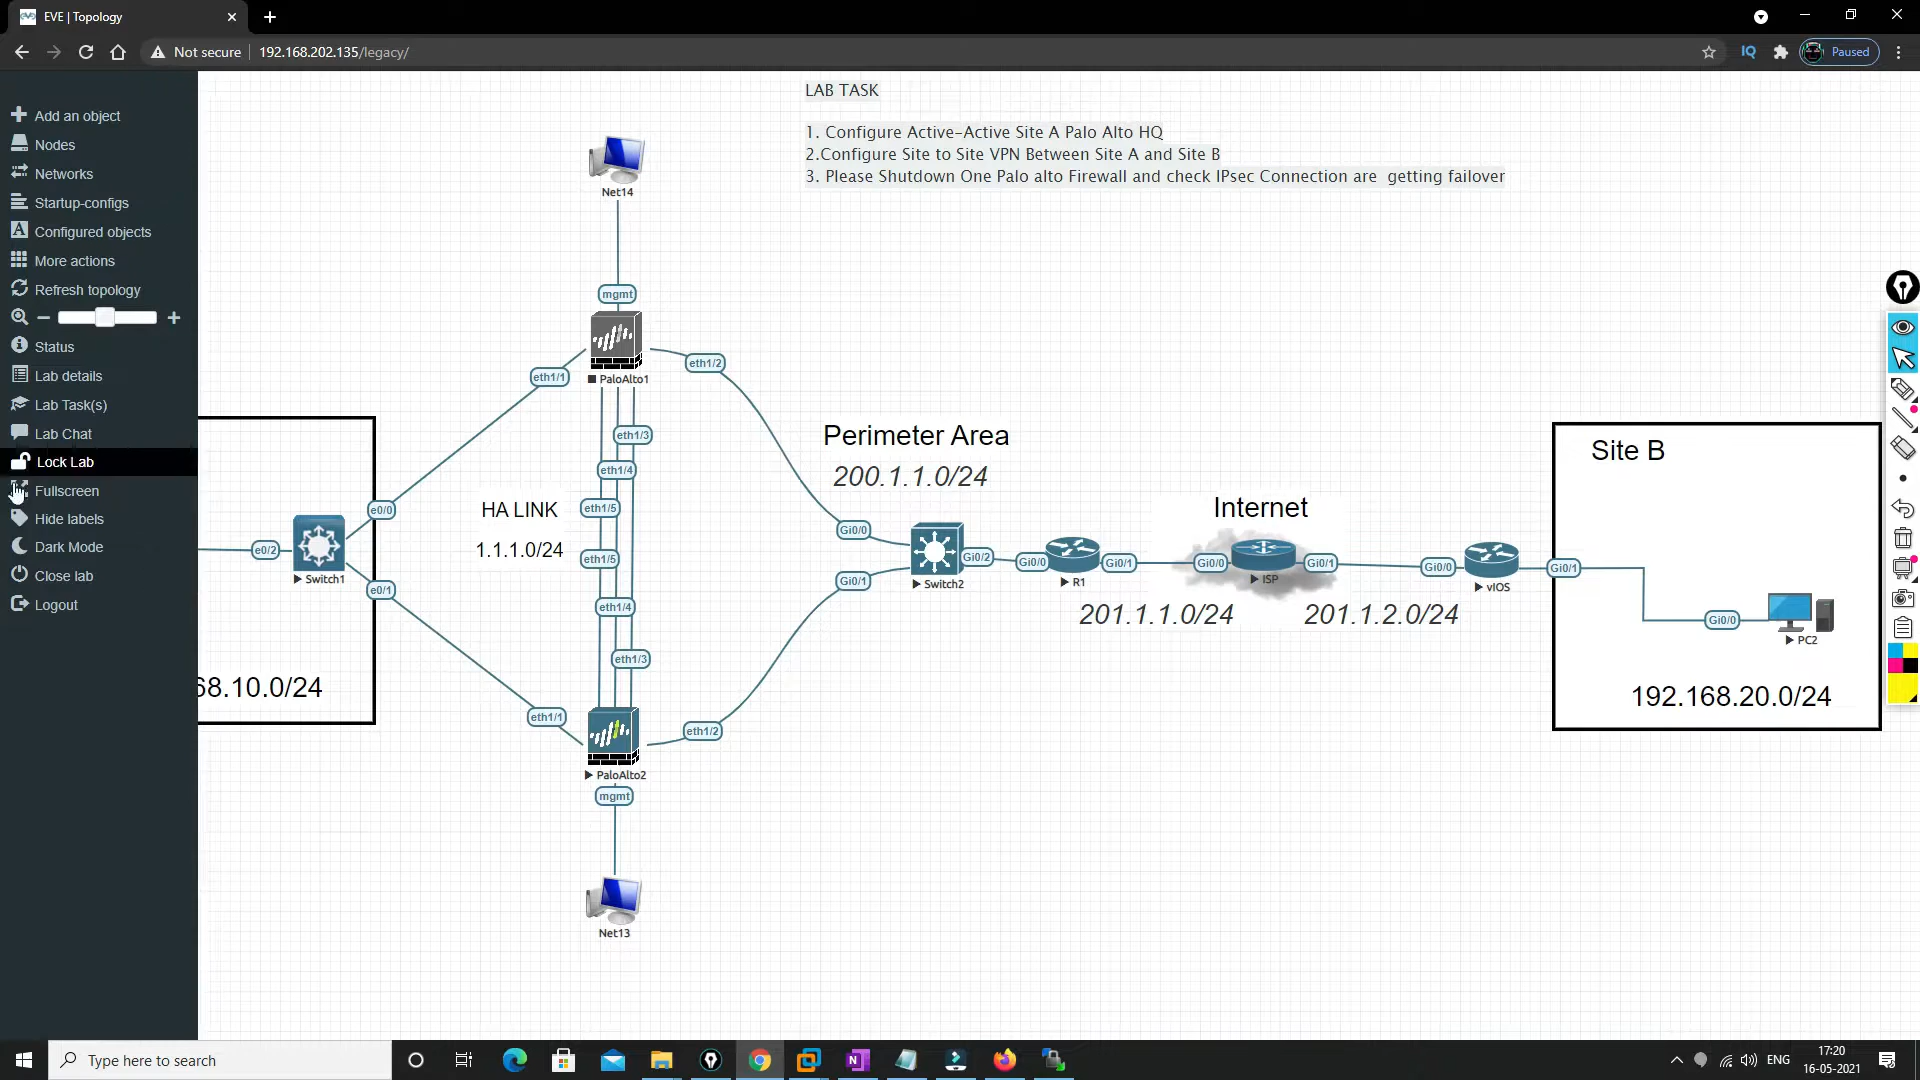 EVE | Topology
Not secure
192.168.202.135/legacy/
IQ
Paused
Add an object
Nodes
Networks
Startup-configs
Configured objects
More actions
Refresh topology
Status
Lab details
Lab Task(s)
Lab Chat
Lock Lab
Fullscreen
Hide labels
Dark Mode
Close lab
Logout
LAB TASK
1. Configure Active-Active Site A Palo Alto HQ
2.Configure Site to Site VPN Between Site A and Site B
3. Please Shutdown One Palo alto Firewall and check IPsec Connection are getting failover
Net14
mgmt
PaloAlto1
eth1/1
eth1/2
eth1/3
eth1/4
eth1/5
HA LINK
1.1.1.0/24
eth1/5
eth1/4
eth1/3
eth1/1
eth1/2
PaloAlto2
mgmt
Net13
e0/0
e0/2
Switch1
e0/1
68.10.0/24
Perimeter Area
200.1.1.0/24
Gi0/0
Gi0/1
Gi0/2
Switch2
Gi0/0
R1
Gi0/1
201.1.1.0/24
Internet
Gi0/0
ISP
Gi0/1
201.1.2.0/24
Gi0/0
vIOS
Gi0/1
Site B
Gi0/0
PC2
192.168.20.0/24
Type here to search
ENG
17:20
16-05-2021